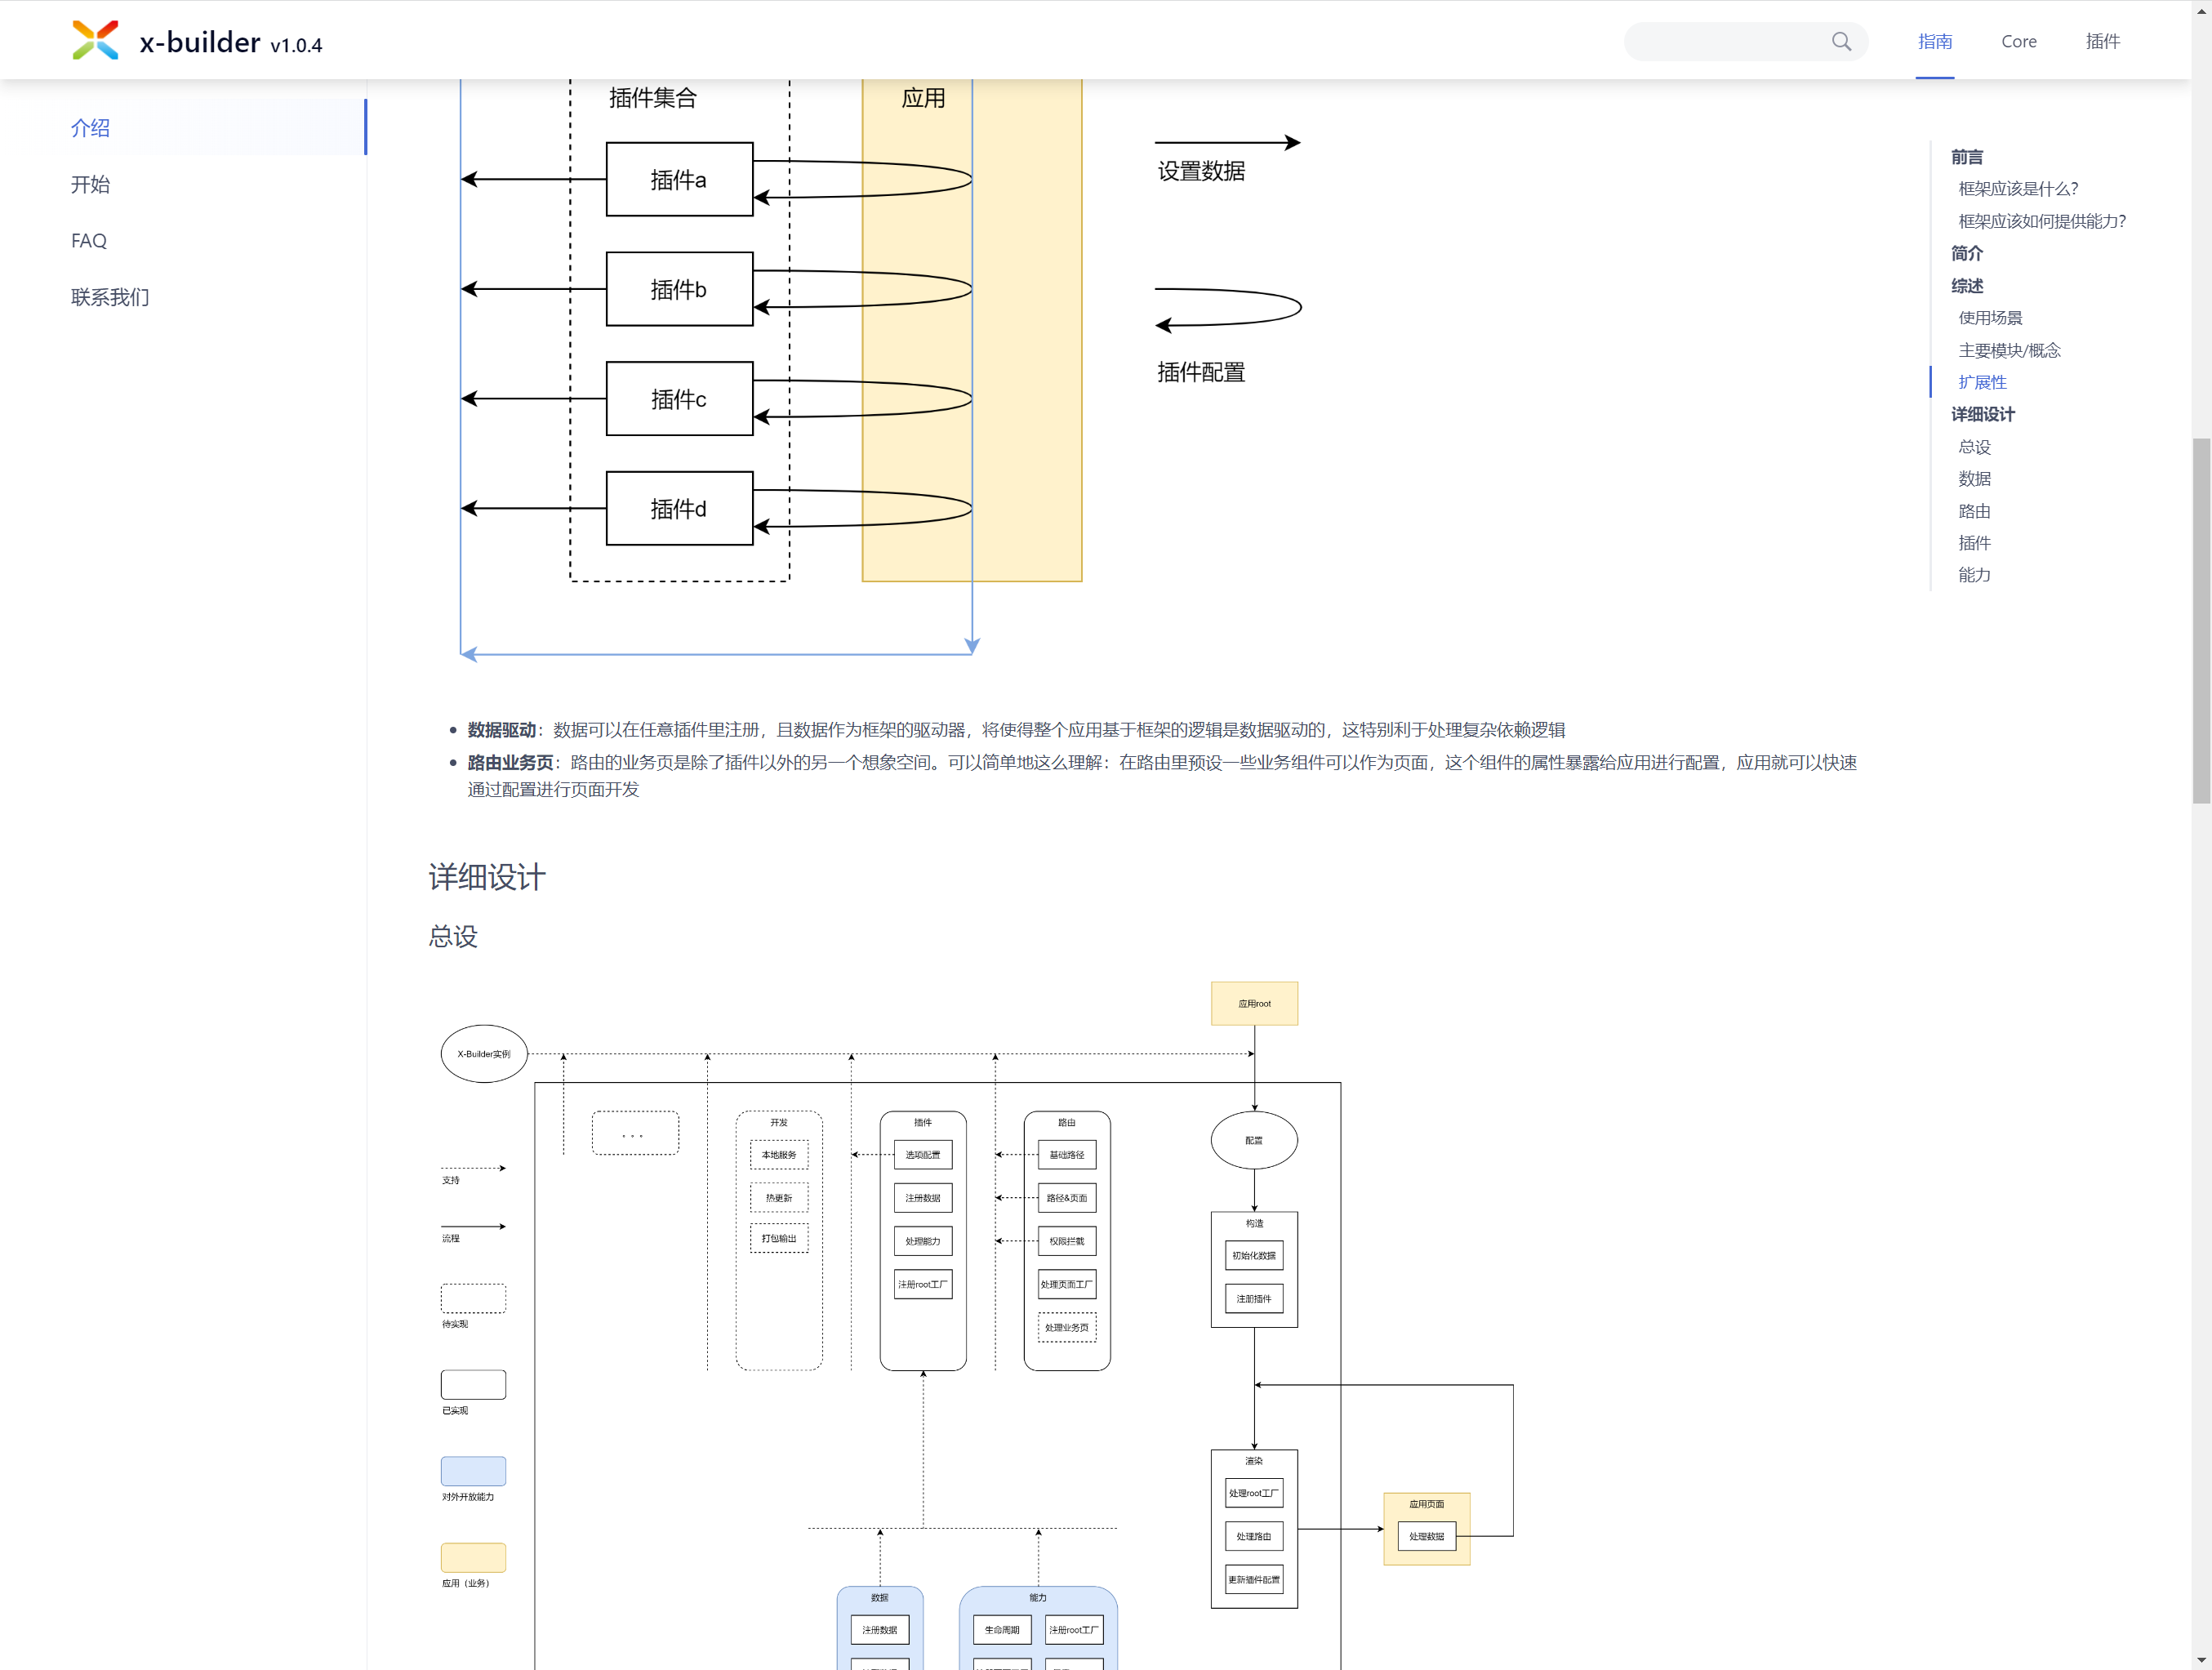 x-builder v1.0.4
指南
Core
插件
介绍
开始
FAQ
联系我们
插件集合
应用
插件a
插件b
插件c
插件d
设置数据
插件配置
前言
框架应该是什么？
框架应该如何提供能力？
简介
综述
使用场景
主要模块/概念
扩展性
详细设计
总设
数据
路由
插件
能力
数据驱动：数据可以在任意插件里注册，且数据作为框架的驱动器，将使得整个应用基于框架的逻辑是数据驱动的，这特别利于处理复杂依赖逻辑
路由业务页：路由的业务页是除了插件以外的另一个想象空间。可以简单地这么理解：在路由里预设一些业务组件可以作为页面，这个组件的属性暴露给应用进行配置，应用就可以快速
通过配置进行页面开发
详细设计
总设
应用root
X-Builder实例
支持
流程
待实现
已实现
对外开放能力
应用（业务）
...
开发
本地服务
热更新
打包输出
插件
选项配置
注册数据
处理能力
注册root工厂
路由
基础路径
路径&页面
权限拦截
处理页面工厂
处理业务页
配置
构造
初始化数据
注册插件
渲染
处理root工厂
处理路由
更新插件配置
应用页面
处理数据
数据
注册数据
能力
生命周期
注册root工厂